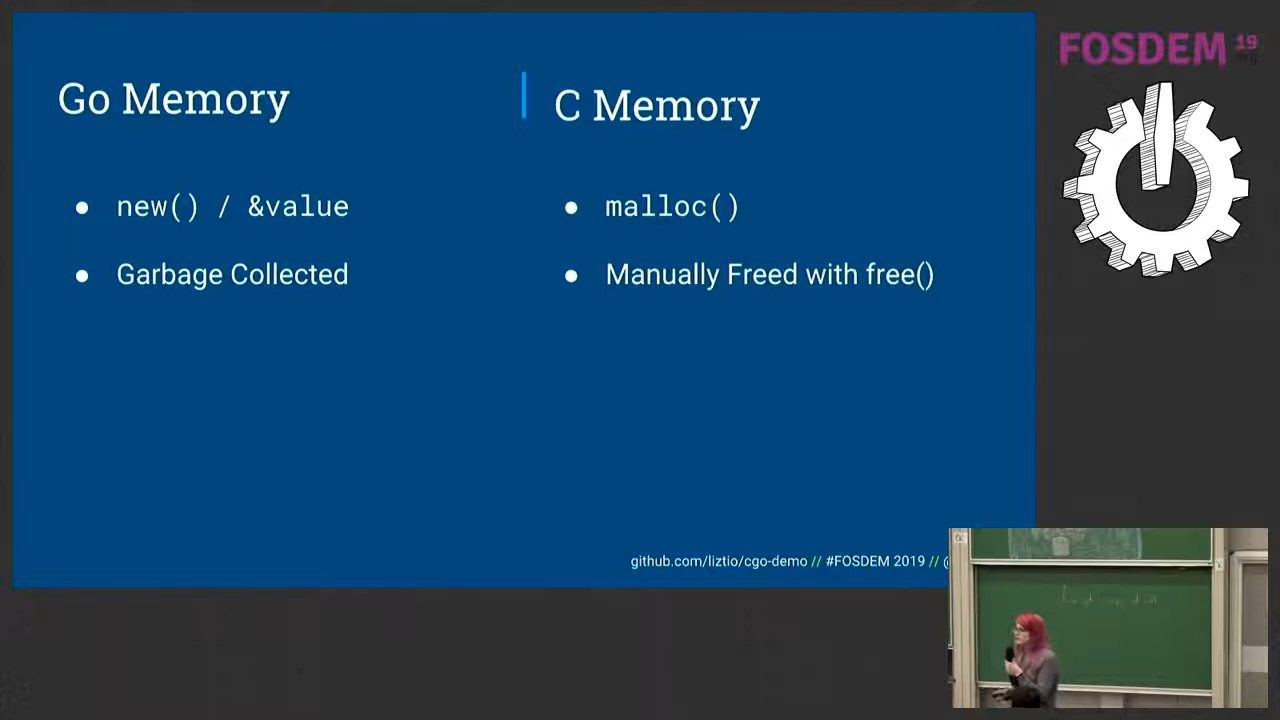 Go Memory
new() / &value
Garbage Collected
C Memory
malloc()
Manually Freed with free()
github.com/liztio/cgo-demo // #FOSDEM 2019 // @
FOSDEM 19